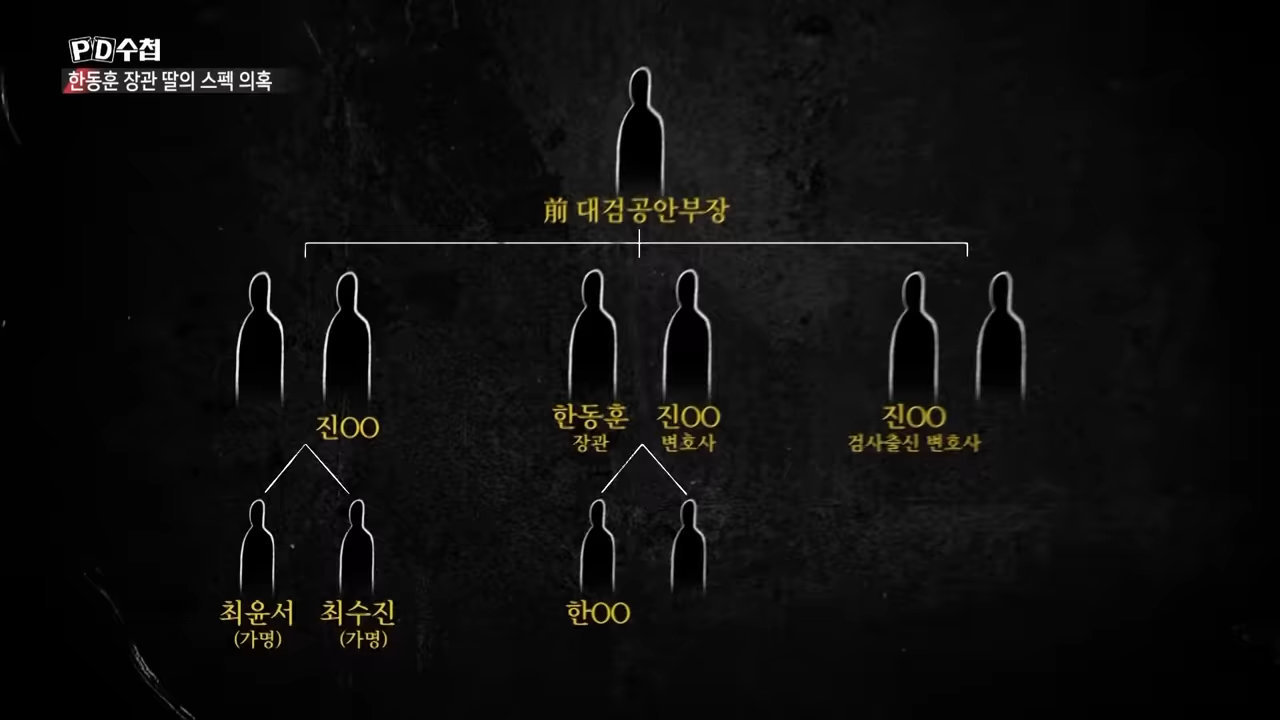 PD수첩
한동훈 장관 딸의 스펙 의혹
前 대검공안부장
진OO
한동훈
장관
진OO
변호사
진OO
검사출신 변호사
최윤서
(가명)
최수진
(가명)
한OO